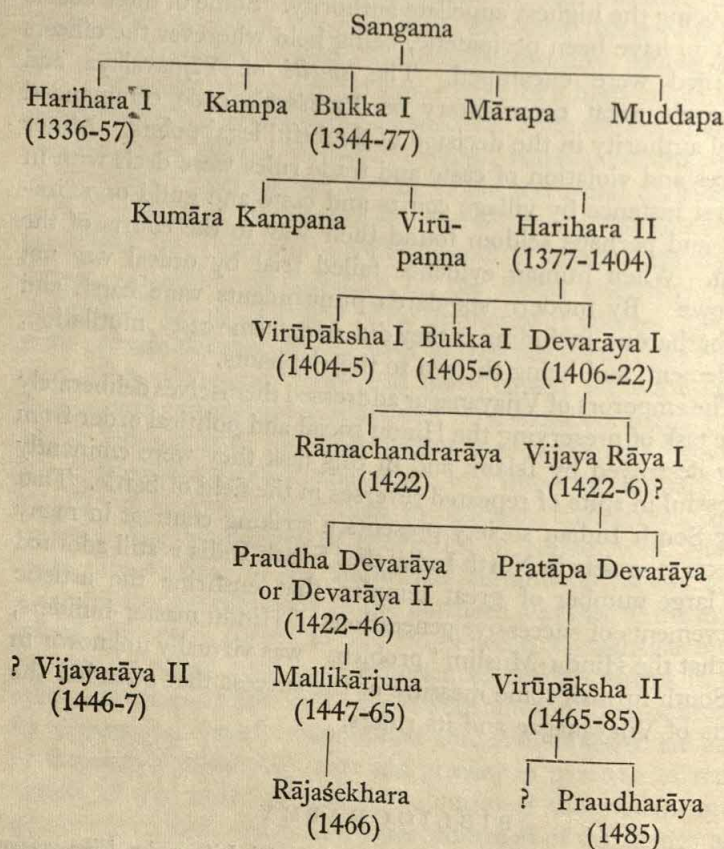 Sangama
Harihara I Kampa Bukka I Mārapa Muddapa
(1336-57) (1344-77)
Kumāra Kampana Virū- Harihara II
paṇṇa (1377-1404)
Virūpāksha I Bukka I Devarāya I
(1404-5) (1405-6) (1406-22)
Rāmachandrarāya Vijaya Rāya I
(1422) (1422-6) ?
Praudha Devarāya Pratāpa Devarāya
or Devarāya II
(1422-46)
? Vijayarāya II Mallikārjuna Virūpāksha II
(1446-7) (1447-65) (1465-85)
Rājaśekhara ? Praudharāya
(1466) (1485)